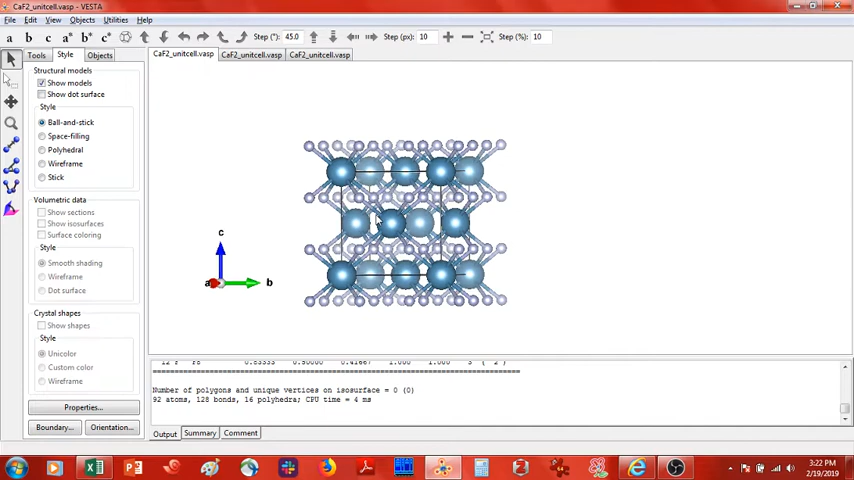 CaF2_unitcell.vasp - VESTA
File Edit View Objects Utilities Help
a b c a* b* c* Step (°): 45.0 Step (px): 10 Step (%): 10
Tools Style Objects
CaF2_unitcell.vasp CaF2_unitcell.vasp CaF2_unitcell.vasp
Structural models
Show models
Show dot surface
Style
Ball-and-stick
Space-filling
Polyhedral
Wireframe
Stick
Volumetric data
Show sections
Show isosurfaces
Surface coloring
Style
Smooth shading
Wireframe
Dot surface
Crystal shapes
Show shapes
Style
Unicolor
Custom color
Wireframe
Properties...
Boundary... Orientation...
c
a b
Number of polygons and unique vertices on isosurface = 0 (0)
92 atoms, 128 bonds, 16 polyhedra; CPU time = 4 ms
Output Summary Comment
3:22 PM
2/19/2019